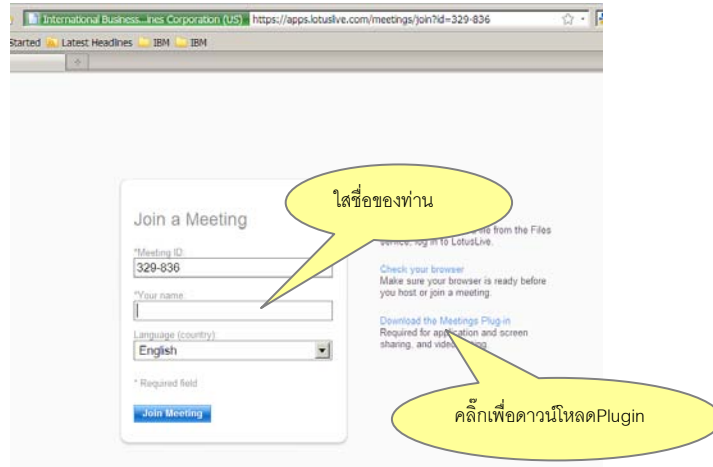 International Business...ines Corporation (US) https://apps.lotuslive.com/meetings/join?id=329-836
Started Latest Headlines IBM IBM
Join a Meeting
*Meeting ID:
329-836
*Your name:
Language (country):
English
* Required field
Join Meeting
ใส่ชื่อของท่าน
file from the Files
service, log in to LotusLive.
Check your browser
Make sure your browser is ready before
you host or join a meeting.
Download the Meetings Plug-in
Required for application and screen
sharing, and video
คลิ๊กเพื่อดาวน์โหลดPlugin